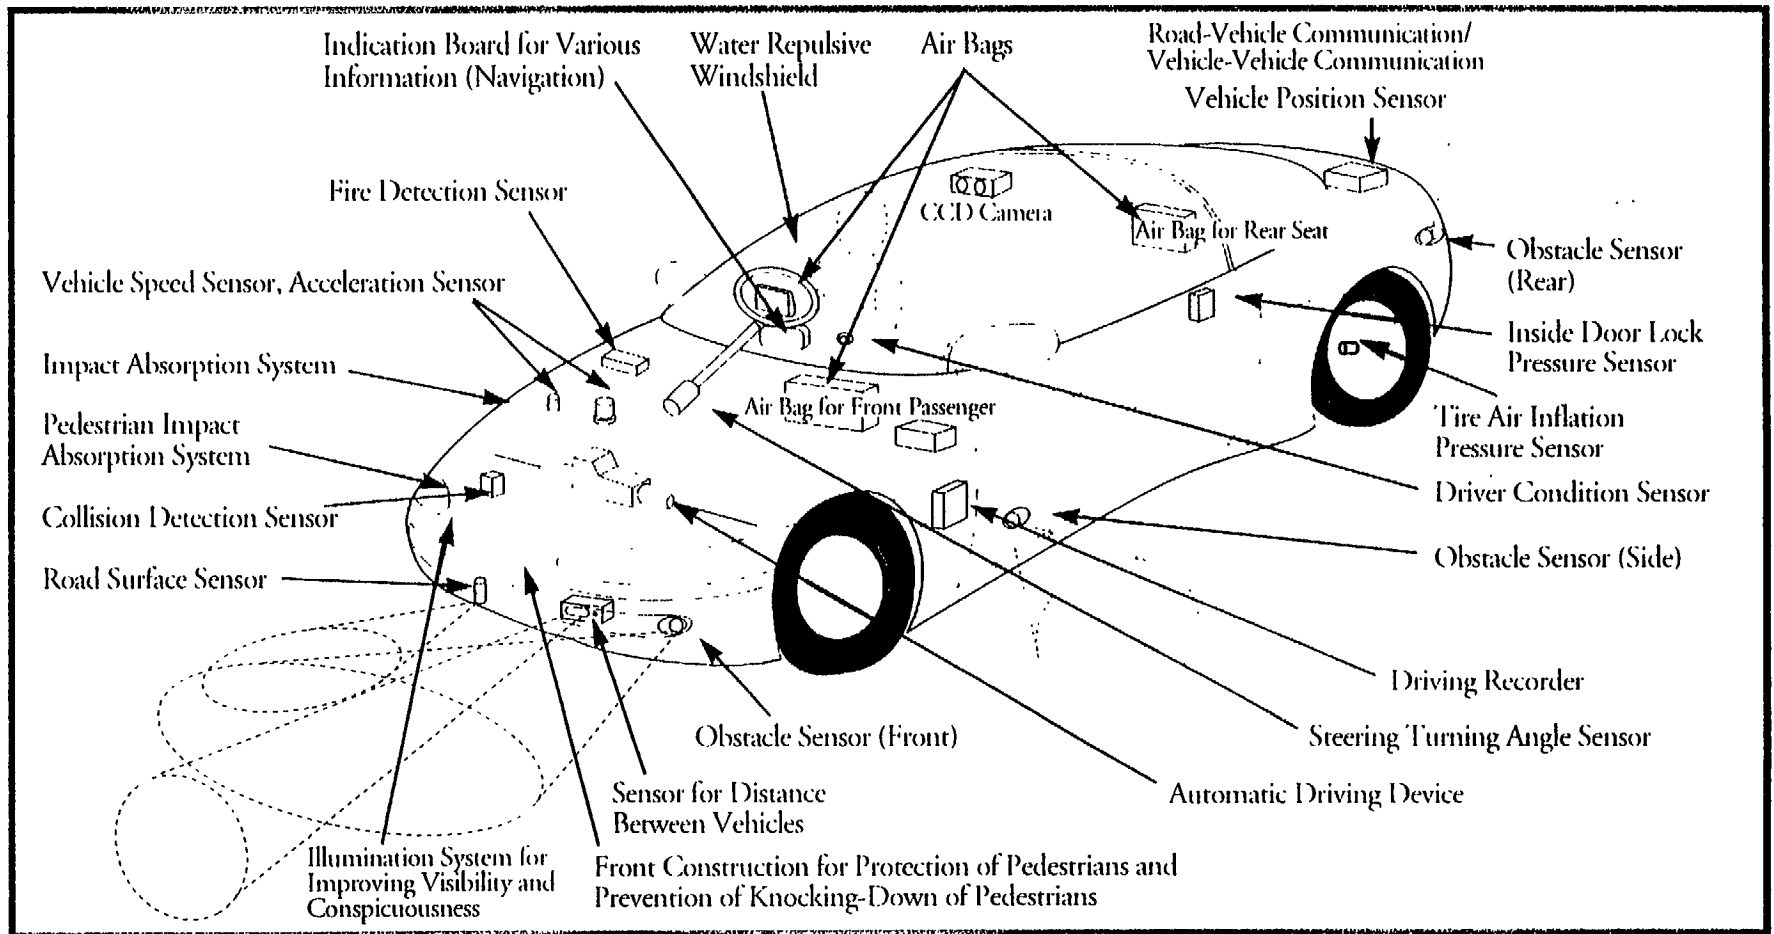 Indication Board for Various
Information (Navigation)
Water Repulsive
Windshield
Air Bags
Road-Vehicle Communication/
Vehicle-Vehicle Communication
Vehicle Position Sensor
Fire Detection Sensor
CCD Camera
Air Bag for Rear Seat
Obstacle Sensor
(Rear)
Vehicle Speed Sensor, Acceleration Sensor
Inside Door Lock
Pressure Sensor
Impact Absorption System
Air Bag for Front Passenger
Tire Air Inflation
Pressure Sensor
Pedestrian Impact
Absorption System
Driver Condition Sensor
Collision Detection Sensor
Obstacle Sensor (Side)
Road Surface Sensor
Driving Recorder
Obstacle Sensor (Front)
Steering Turning Angle Sensor
Sensor for Distance
Between Vehicles
Automatic Driving Device
Illumination System for
Improving Visibility and
Conspicuousness
Front Construction for Protection of Pedestrians and
Prevention of Knocking-Down of Pedestrians